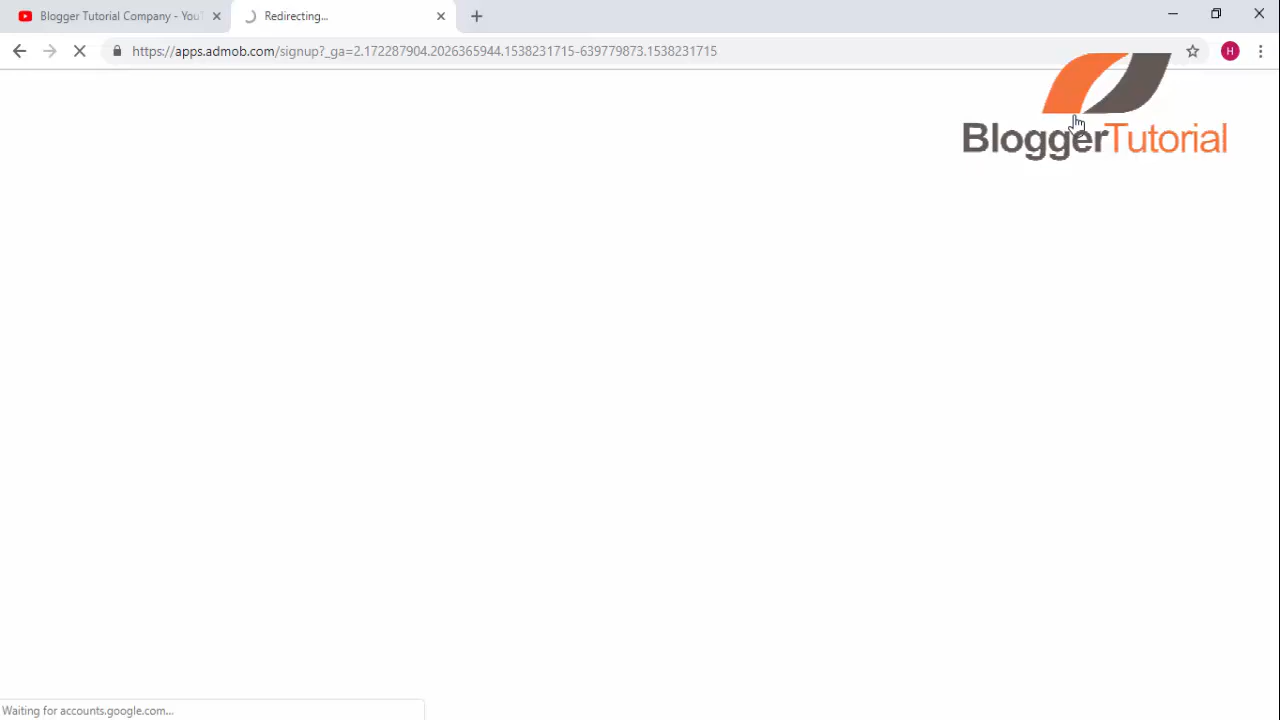 Blogger Tutorial Company - YouT
Redirecting...
https://apps.admob.com/signup?_ga=2.172287904.2026365944.1538231715-639779873.1538231715
H
BloggerTutorial
Waiting for accounts.google.com...